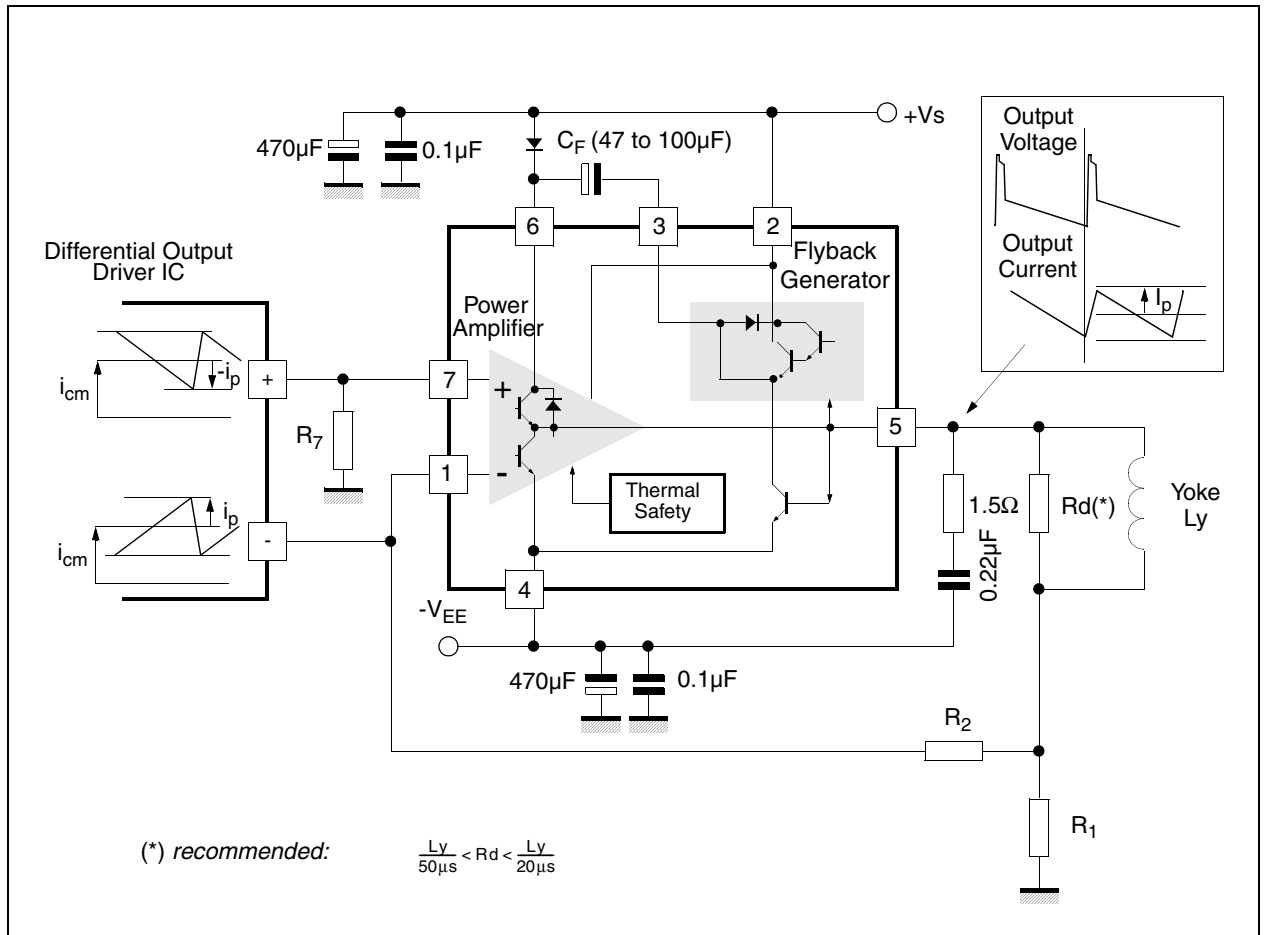 +Vs
Output
Voltage
470µF
0.1µF
C_F (47 to 100µF)
6
3
2
Output
Current
I_p
Differential Output
Driver IC
Flyback
Generator
Power
Amplifier
i_cm
-i_p
+
7
+
R_7
5
1
-
Thermal
Safety
1.5Ω
Rd(*)
Yoke
Ly
i_cm
i_p
-
0.22µF
4
-V_EE
470µF
0.1µF
R_2
R_1
(*) recommended:
Ly/50µs < Rd < Ly/20µs